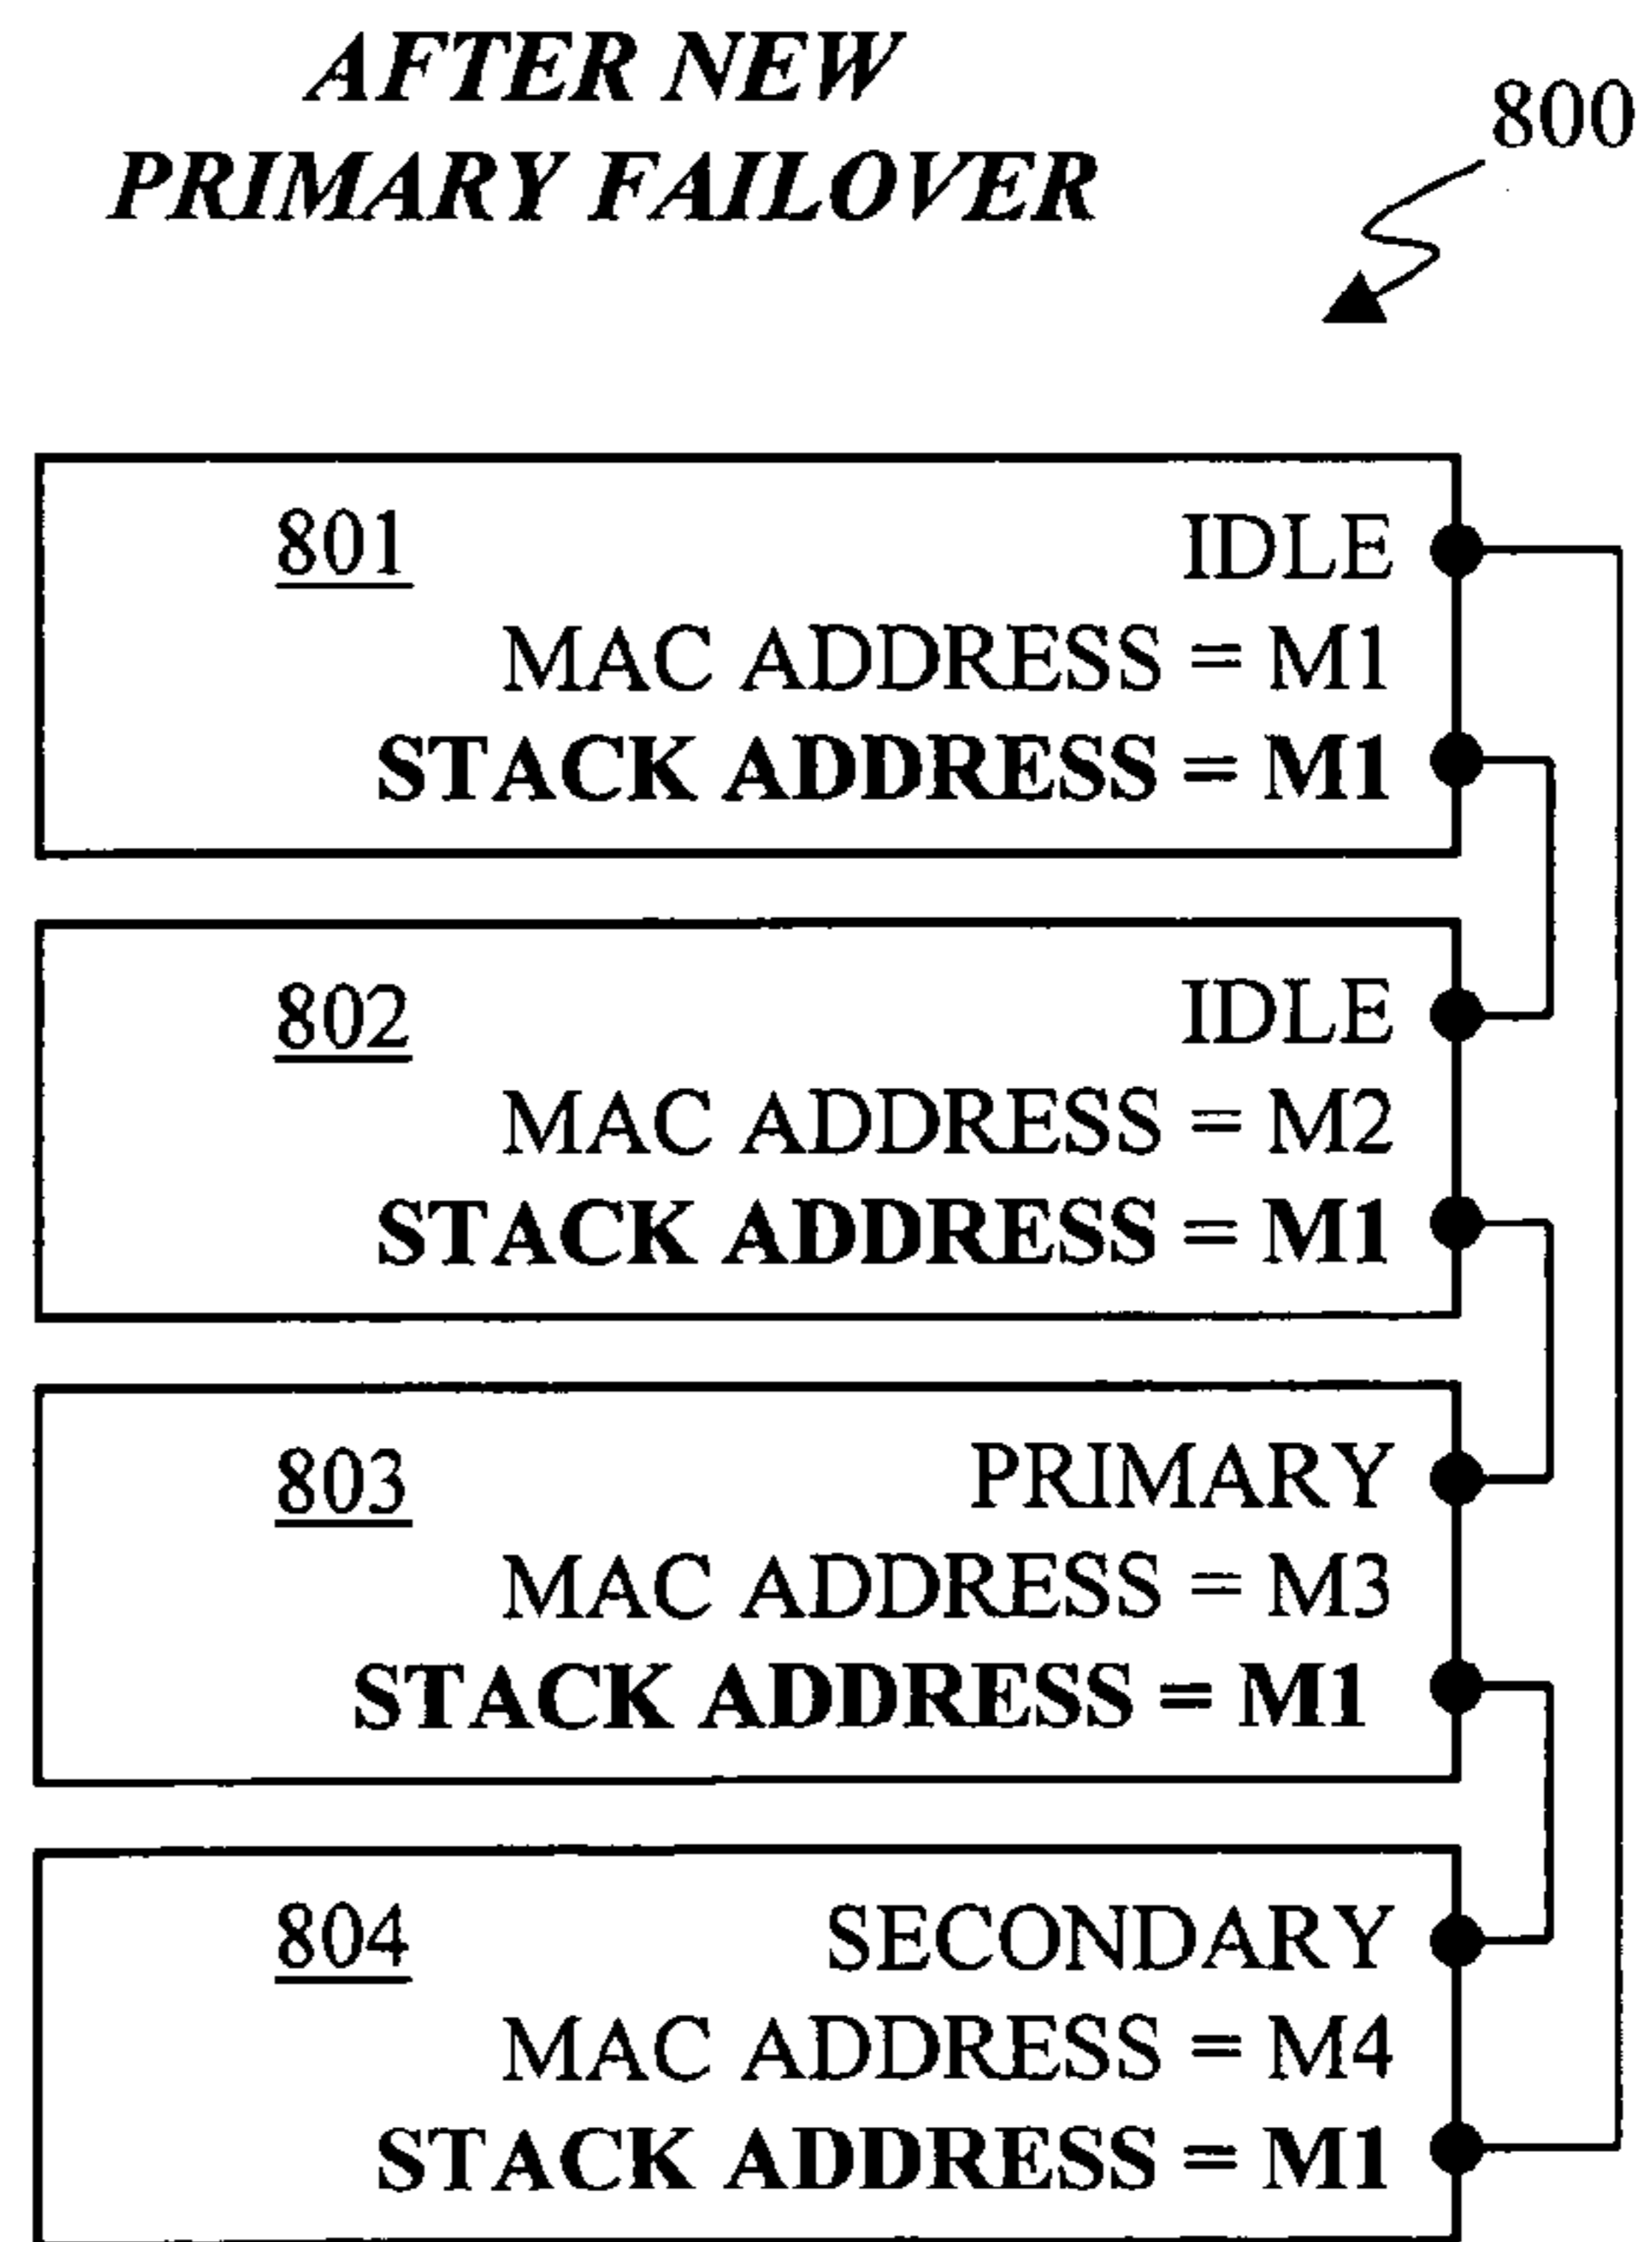 AFTER NEW
PRIMARY FAILOVER
800
801 IDLE
MAC ADDRESS = M1
STACK ADDRESS = M1
802 IDLE
MAC ADDRESS = M2
STACK ADDRESS = M1
803 PRIMARY
MAC ADDRESS = M3
STACK ADDRESS = M1
804 SECONDARY
MAC ADDRESS = M4
STACK ADDRESS = M1